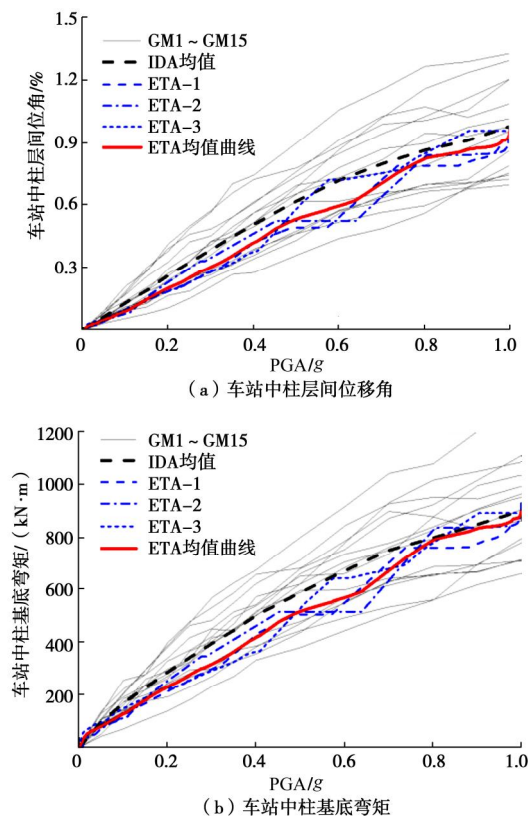 1.5
1.2
0.9
0.6
0.3
0
0.2
0.4
0.6
0.8
1.0
车站中柱层间位角/%
GM1~GM15
IDA均值
ETA-1
ETA-2
ETA-3
ETA均值曲线
PGA/g
(a)车站中柱层间位移角
1200
1000
800
600
400
200
0
0.2
0.4
0.6
0.8
1.0
车站中柱基底弯矩/(kN·m)
GM1~GM15
IDA均值
ETA-1
ETA-2
ETA-3
ETA均值曲线
PGA/g
(b)车站中柱基底弯矩